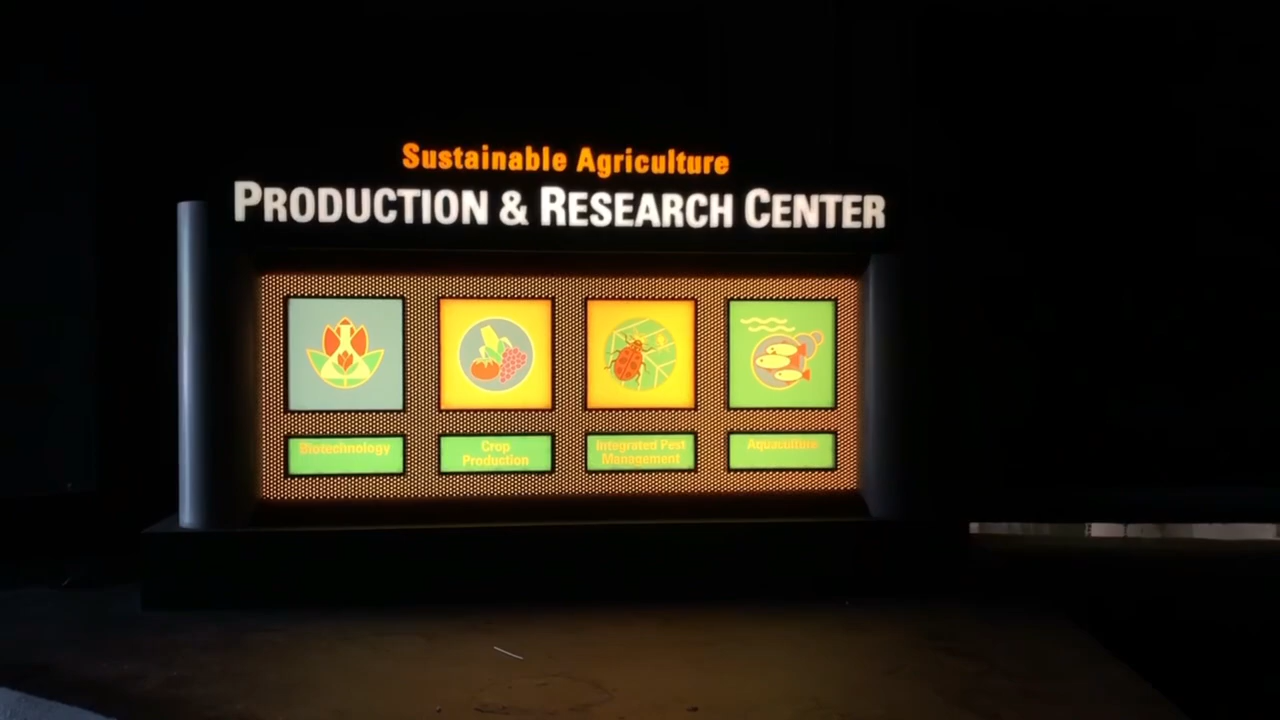 Sustainable Agriculture
PRODUCTION & RESEARCH CENTER
Biotechnology
Crop
Production
Integrated Pest
Management
Aquaculture